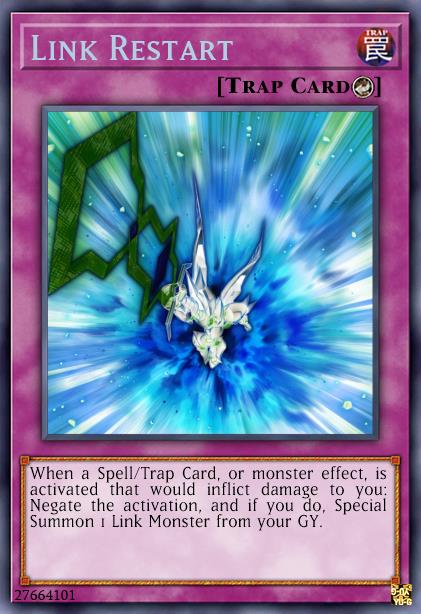 Link Restart
TRAP
罠
[Trap Card]
When a Spell/Trap Card, or monster effect, is
activated that would inflict damage to you:
Negate the activation, and if you do, Special
Summon 1 Link Monster from your GY.
27664101